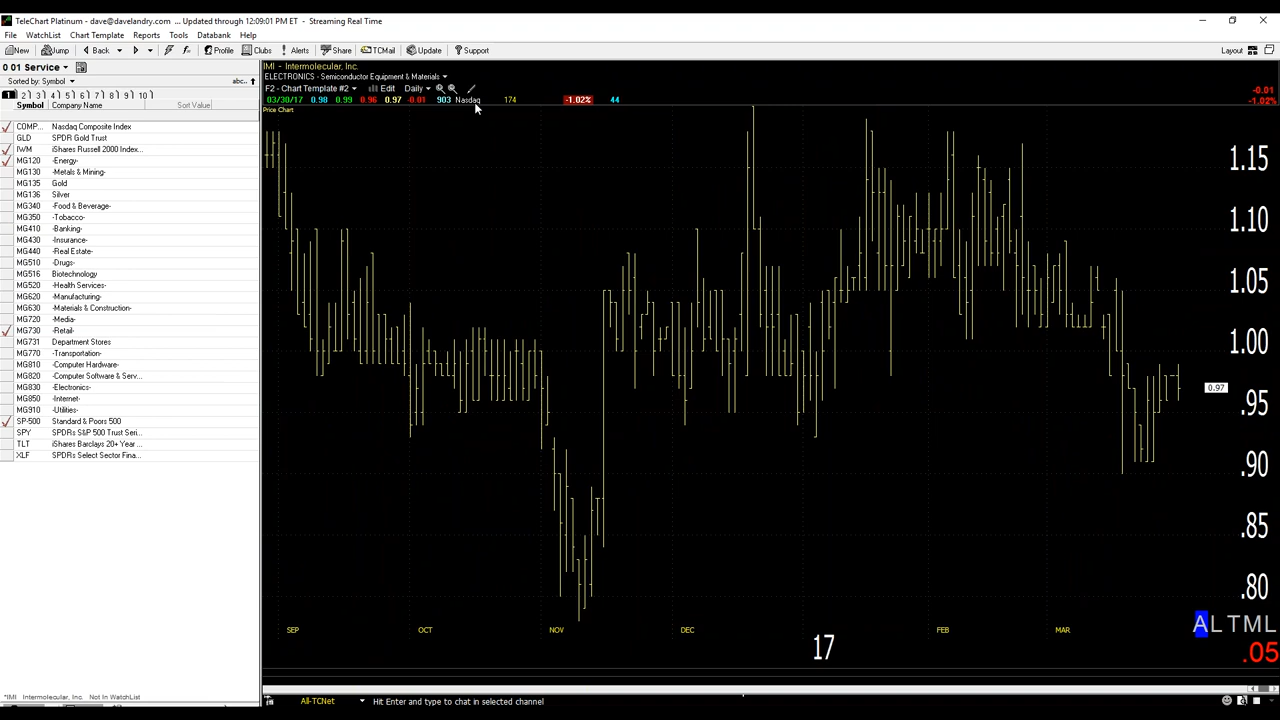 TeleChart Platinum - dave@davelandry.com ... Updated through 12:09:01 PM ET - Streaming Real Time
File WatchList Chart Template Reports Tools Databank Help
New Jump Back Profile Clubs Alerts Share TCMail Update Support Layout
0 01 Service
Sorted by: Symbol abc..
1 2 3 4 5 6 7 8 9 10
Symbol Company Name Sort Value
COMP... Nasdaq Composite Index
GLD SPDR Gold Trust
IWM iShares Russell 2000 Index...
MG120 -Energy-
MG130 -Metals & Mining-
MG135 Gold
MG136 Silver
MG340 -Food & Beverage-
MG350 -Tobacco-
MG410 -Banking-
MG430 -Insurance-
MG440 -Real Estate-
MG510 -Drugs-
MG516 Biotechnology
MG520 -Health Services-
MG620 -Manufacturing-
MG630 -Materials & Construction-
MG720 -Media-
MG730 -Retail-
MG731 Department Stores
MG770 -Transportation-
MG810 -Computer Hardware-
MG820 -Computer Software & Serv...
MG830 -Electronics-
MG850 -Internet-
MG910 -Utilities-
SP-500 Standard & Poors 500
SPY SPDRs S&P 500 Trust Seri...
TLT iShares Barclays 20+ Year ...
XLF SPDRs Select Sector Fina...
*IMI Intermolecular, Inc. Not In WatchList
IMI - Intermolecular, Inc.
ELECTRONICS - Semiconductor Equipment & Materials
F2 - Chart Template #2 Edit Daily
03/30/17 0.98 0.99 0.96 0.97 -0.01 903 Nasdaq 174 -1.02% 44
-0.01
-1.02%
Price Chart
1.15
1.10
1.05
1.00
0.97
.95
.90
.85
.80
SEP OCT NOV DEC 17 FEB MAR
ALTML
.05
All-TCNet Hit Enter and type to chat in selected channel